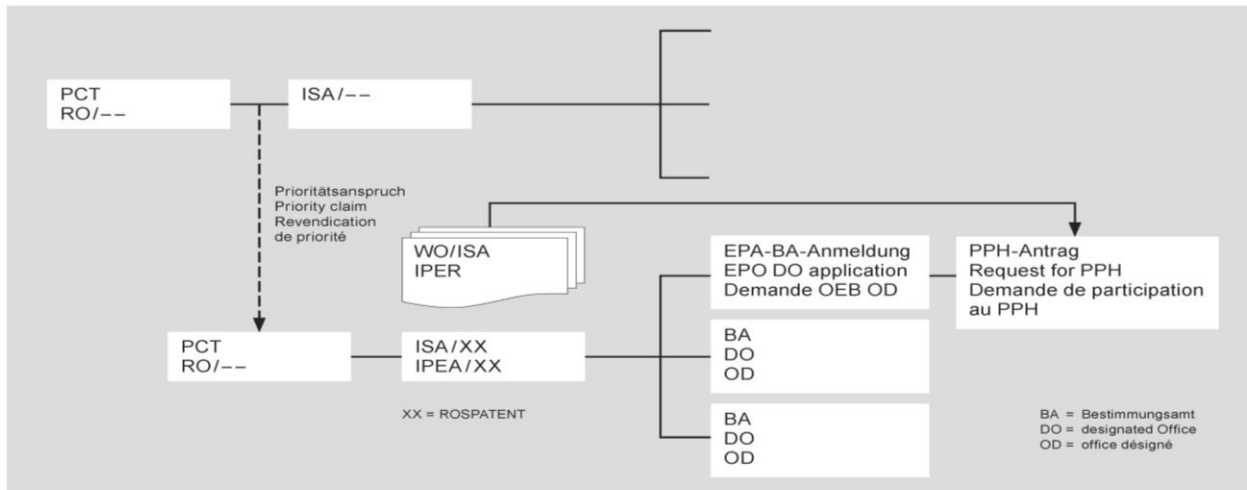 PCT
RO/--
ISA/--
Prioritätsanspruch
Priority claim
Revendication
de priorité
WO/ISA
IPER
EPA-BA-Anmeldung
EPO DO application
Demande OEB OD
PPH-Antrag
Request for PPH
Demande de participation
au PPH
PCT
RO/--
ISA/XX
IPEA/XX
BA
DO
OD
XX = ROSPATENT
BA
DO
OD
BA = Bestimmungsamt
DO = designated Office
OD = office désigné